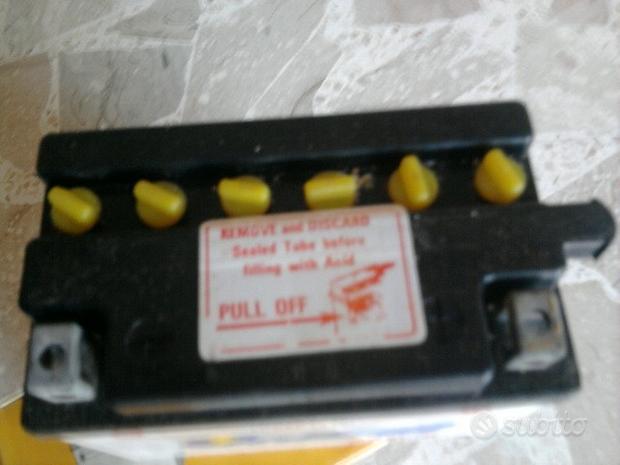 REMOVE and DISCARD
Sealed Tube before
filling with Acid
PULL OFF
subito